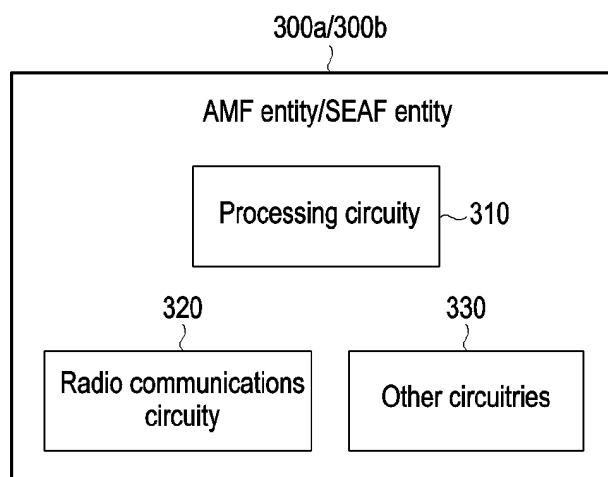 300a/300b
AMF entity/SEAF entity
Processing circuity
310
320
330
Radio communications
circuity
Other circuitries